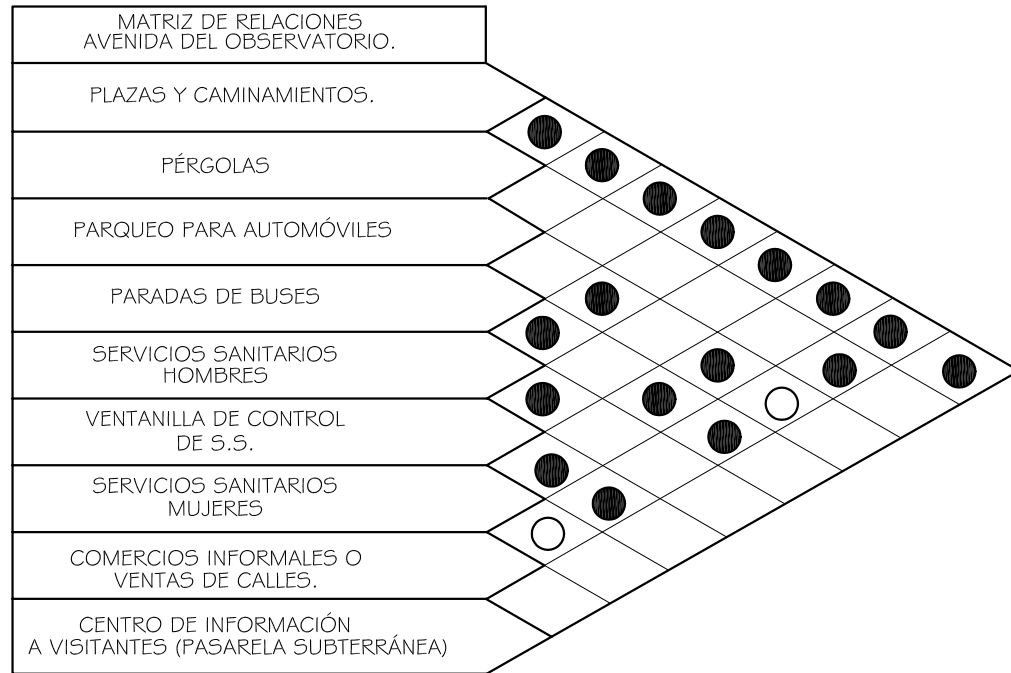 MATRIZ DE RELACIONES
AVENIDA DEL OBSERVATORIO.
PLAZAS Y CAMINAMIENTOS.
PÉRGOLAS
PARQUEO PARA AUTOMÓVILES
PARADAS DE BUSES
SERVICIOS SANITARIOS
HOMBRES
VENTANILLA DE CONTROL
DE S.S.
SERVICIOS SANITARIOS
MUJERES
COMERCIOS INFORMALES O
VENTAS DE CALLES.
CENTRO DE INFORMACIÓN
A VISITANTES (PASARELA SUBTERRÁNEA)